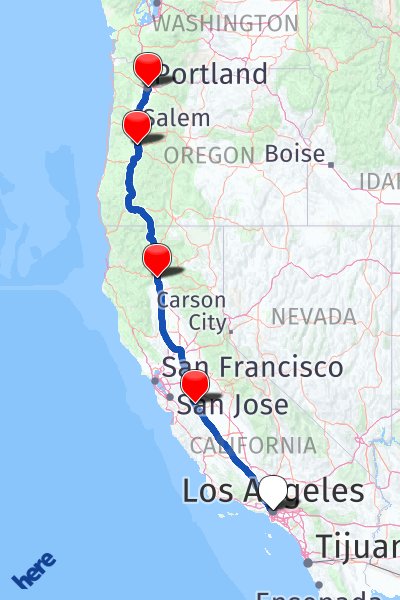 WASHINGTON
Portland
Salem
OREGON
Boise
IDA
Carson
City
NEVADA
San Francisco
San Jose
CALIFORNIA
Los Angeles
Tijuan
Ensenada
here